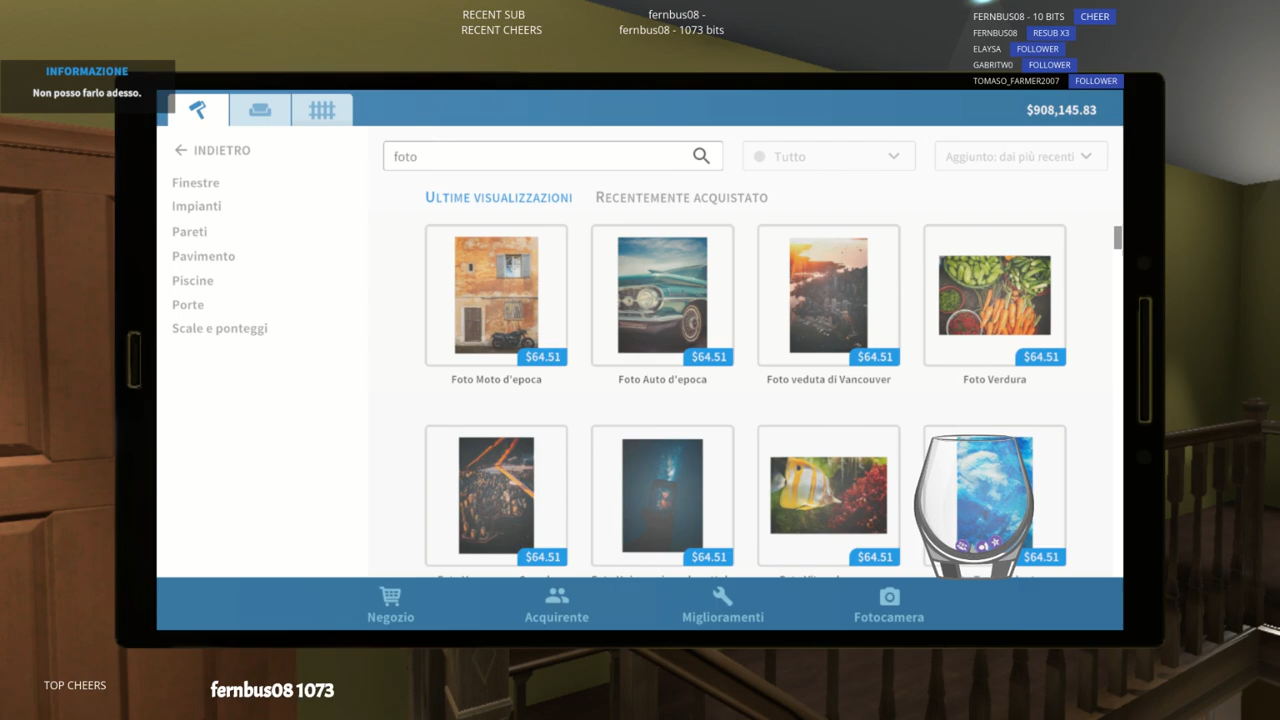 RECENT SUB
fernbus08 -
RECENT CHEERS
fernbus08 - 1073 bits
FERNBUS08 - 10 BITS CHEER
FERNBUS08 RESUB X3
ELAYSA FOLLOWER
GABRITW0 FOLLOWER
TOMASO_FARMER2007 FOLLOWER
INFORMAZIONE
Non posso farlo adesso.
$908,145.83
INDIETRO
Finestre
Impianti
Pareti
Pavimento
Piscine
Porte
Scale e ponteggi
foto
Tutto
Aggiunto: dai più recenti
ULTIME VISUALIZZAZIONI
RECENTEMENTE ACQUISTATO
$64.51
$64.51
$64.51
$64.51
Foto Moto d'epoca
Foto Auto d'epoca
Foto veduta di Vancouver
Foto Verdura
$64.51
$64.51
$64.51
$64.51
Negozio
Acquirente
Miglioramenti
Fotocamera
TOP CHEERS
fernbus08 1073